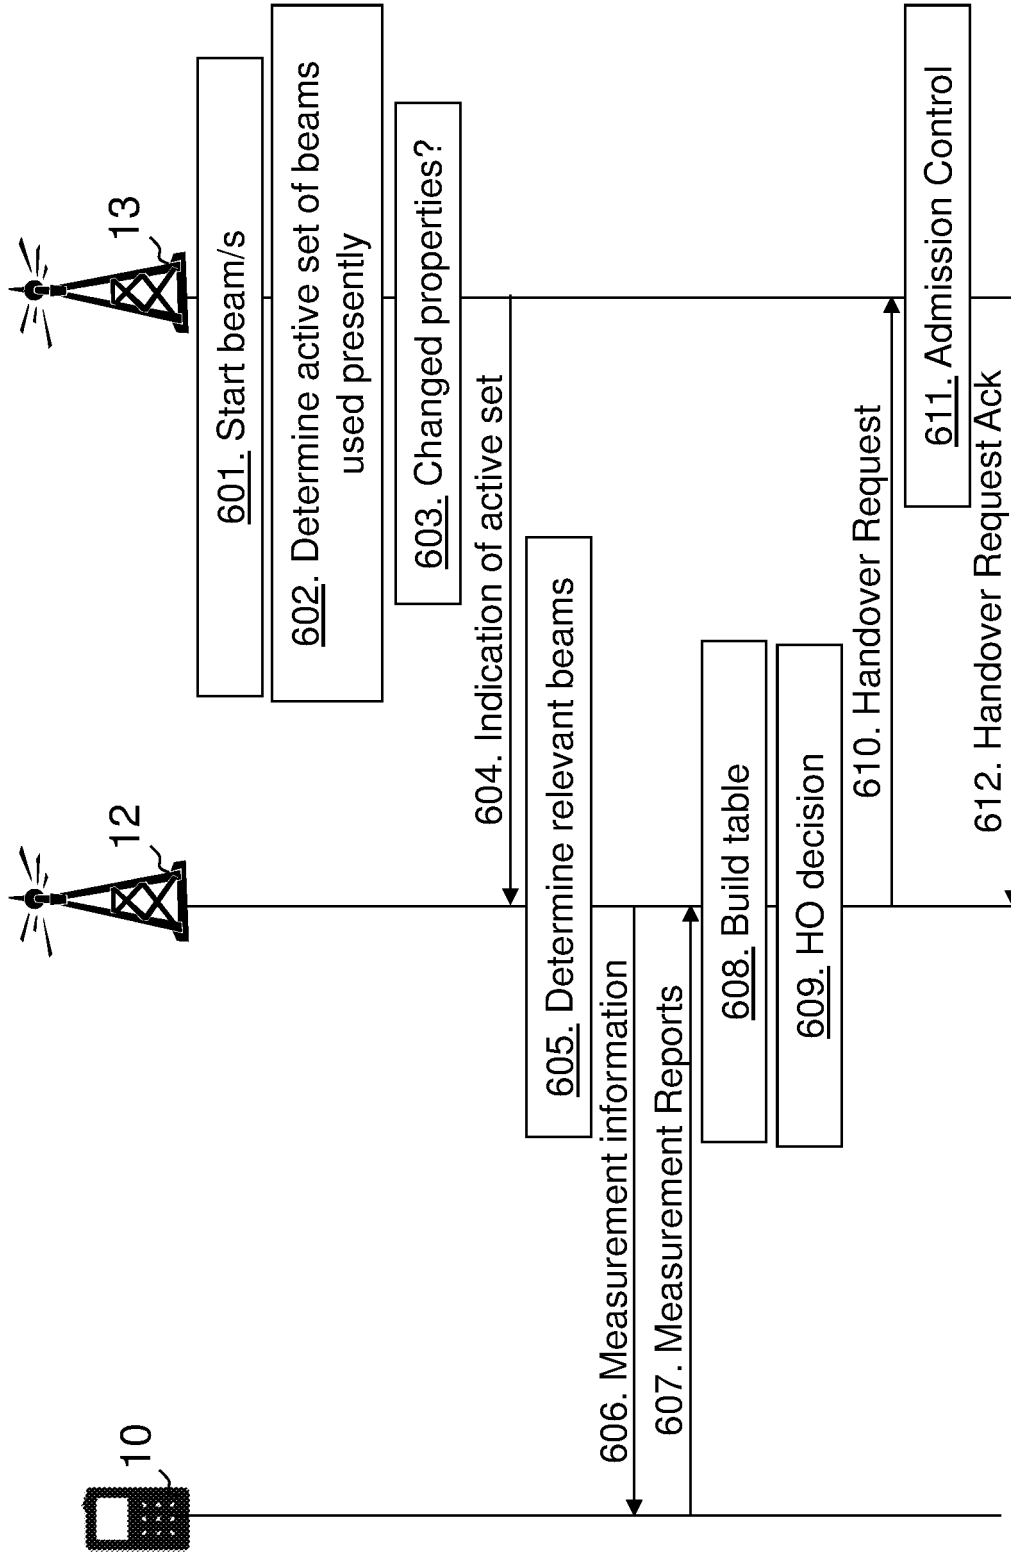 10
12
13
601. Start beam/s
602. Determine active set of beams
used presently
603. Changed properties?
604. Indication of active set
605. Determine relevant beams
606. Measurement information
607. Measurement Reports
608. Build table
609. HO decision
610. Handover Request
611. Admission Control
612. Handover Request Ack